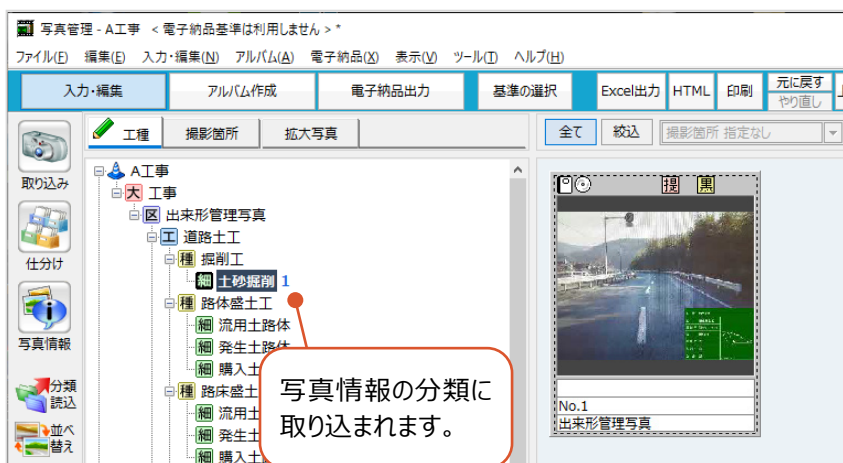 写真管理 - A工事 < 電子納品基準は利用しません > *
ファイル(F) 編集(E) 入力・編集(N) アルバム(A) 電子納品(X) 表示(V) ツール(T) ヘルプ(H)
入力・編集 アルバム作成 電子納品出力 基準の選択 Excel出力 HTML 印刷 元に戻す
やり直し
工種 撮影箇所 拡大写真 全て 絞込 撮影箇所 指定なし
取り込み
仕分け
写真情報
分類
読込
並べ
替え
A工事
大 工事
区 出来形管理写真
工 道路土工
種 掘削工
細 土砂掘削 1
種 路体盛土工
細 流用土路体
細 発生土路体
細 購入土
種 路床盛土
細 流用土
細 発生土
細 購入土
写真情報の分類に
取り込まれます。
提 黒
No.1
出来形管理写真